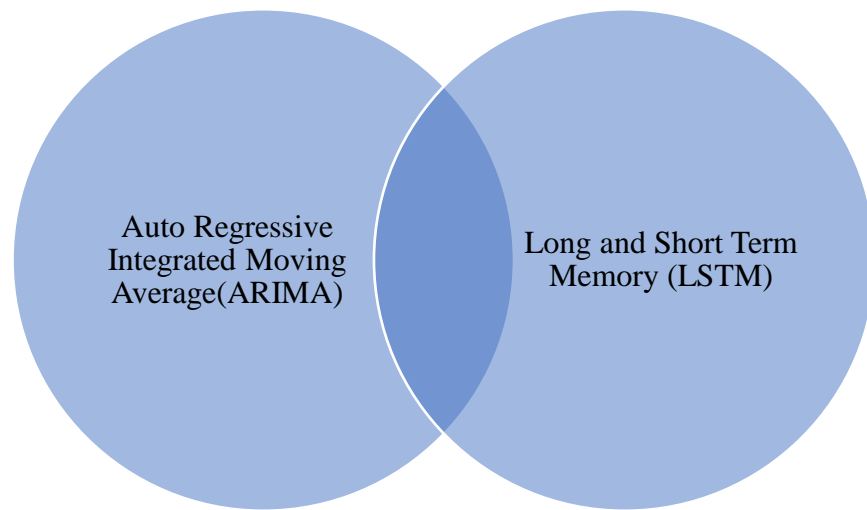 Auto Regressive
Integrated Moving
Average(ARIMA)
Long and Short Term
Memory (LSTM)